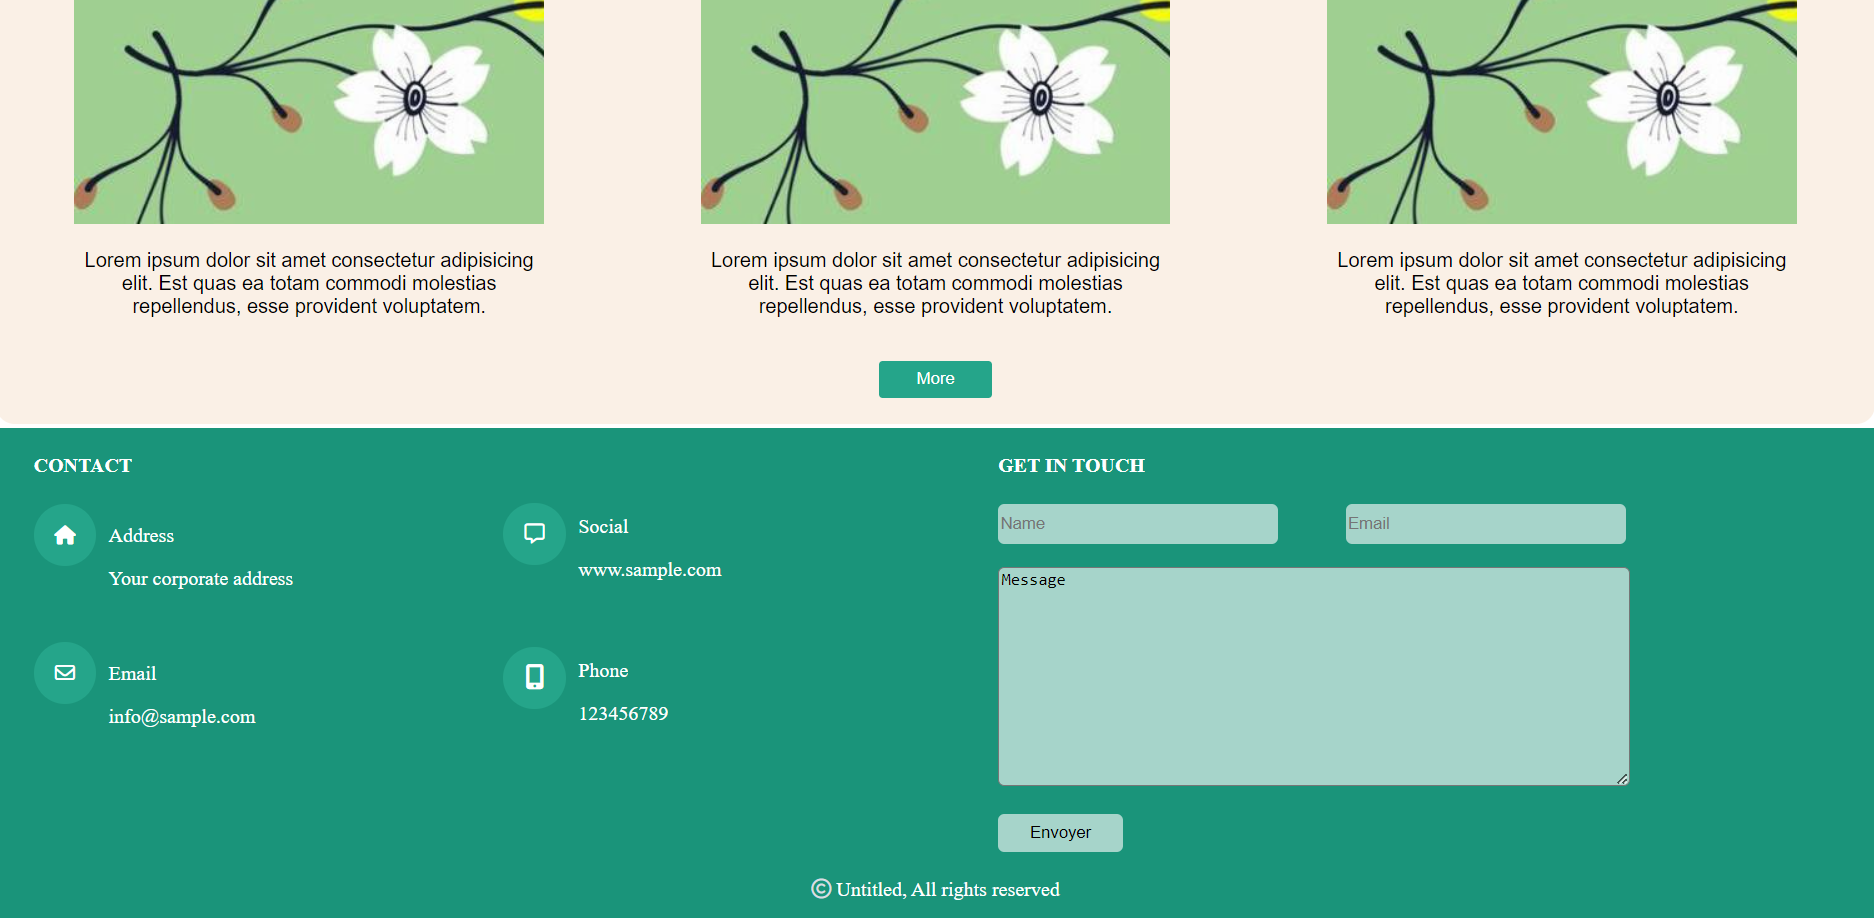 Lorem ipsum dolor sit amet consectetur adipisicing
elit. Est quas ea totam commodi molestias
repellendus, esse provident voluptatem.
Lorem ipsum dolor sit amet consectetur adipisicing
elit. Est quas ea totam commodi molestias
repellendus, esse provident voluptatem.
Lorem ipsum dolor sit amet consectetur adipisicing
elit. Est quas ea totam commodi molestias
repellendus, esse provident voluptatem.
More
CONTACT
Address
Your corporate address
Social
www.sample.com
Email
info@sample.com
Phone
123456789
GET IN TOUCH
Name
Email
Message
Envoyer
© Untitled, All rights reserved